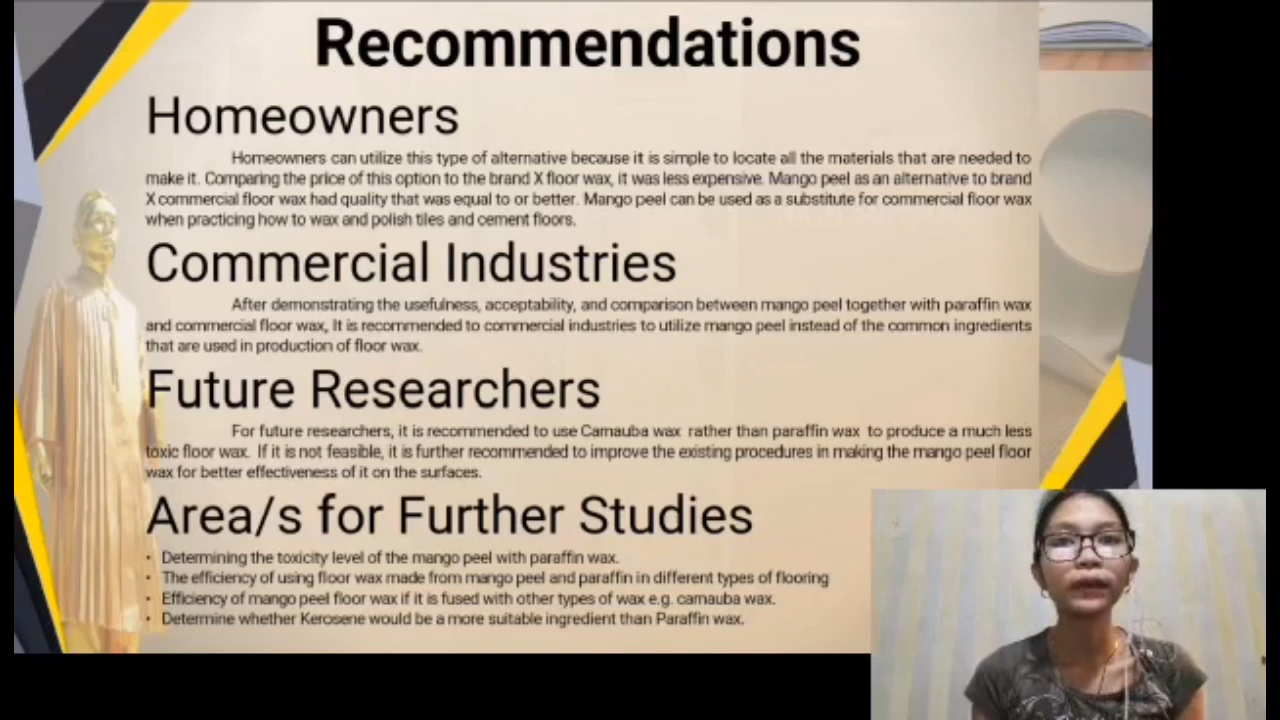 Recommendations
Homeowners
Homeowners can utilize this type of alternative because it is simple to locate all the materials that are needed to
make it. Comparing the price of this option to the brand X floor wax, it was less expensive. Mango peel as an alternative to brand
X commercial floor wax had quality that was equal to or better. Mango peel can be used as a substitute for commercial floor wax
when practicing how to wax and polish tiles and cement floors.
Commercial Industries
After demonstrating the usefulness, acceptability, and comparison between mango peel together with paraffin wax
and commercial floor wax, It is recommended to commercial industries to utilize mango peel instead of the common ingredients
that are used in production of floor wax.
Future Researchers
For future researchers, it is recommended to use Carnauba wax rather than paraffin wax to produce a much less
toxic floor wax. If it is not feasible, it is further recommended to improve the existing procedures in making the mango peel floor
wax for better effectiveness of it on the surfaces.
Area/s for Further Studies
• Determining the toxicity level of the mango peel with paraffin wax.
• The efficiency of using floor wax made from mango peel and paraffin in different types of flooring
• Efficiency of mango peel floor wax if it is fused with other types of wax e.g. carnauba wax.
• Determine whether Kerosene would be a more suitable ingredient than Paraffin wax.